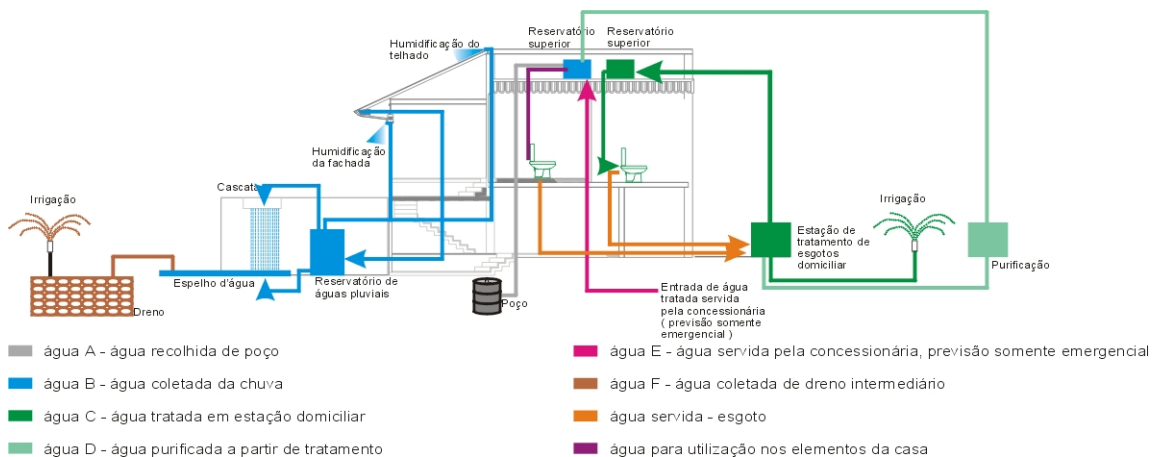 Reservatório
superior
Reservatório
superior
Humidificação do
telhado
Humidificação
da fachada
Cascata
Irrigação
Irrigação
Estação de
tratamento de
esgotos
domiciliar
Purificação
Espelho d'água
Reservatório de
águas pluviais
Dreno
Poço
Entrada de água
tratada servida
pela concessionária
( previsão somente
emergencial )
água A - água recolhida de poço
água B - água coletada da chuva
água C - água tratada em estação domiciliar
água D - água purificada a partir de tratamento
água E - água servida pela concessionária, previsão somente emergencial
água F - água coletada de dreno intermediário
água servida - esgoto
água para utilização nos elementos da casa